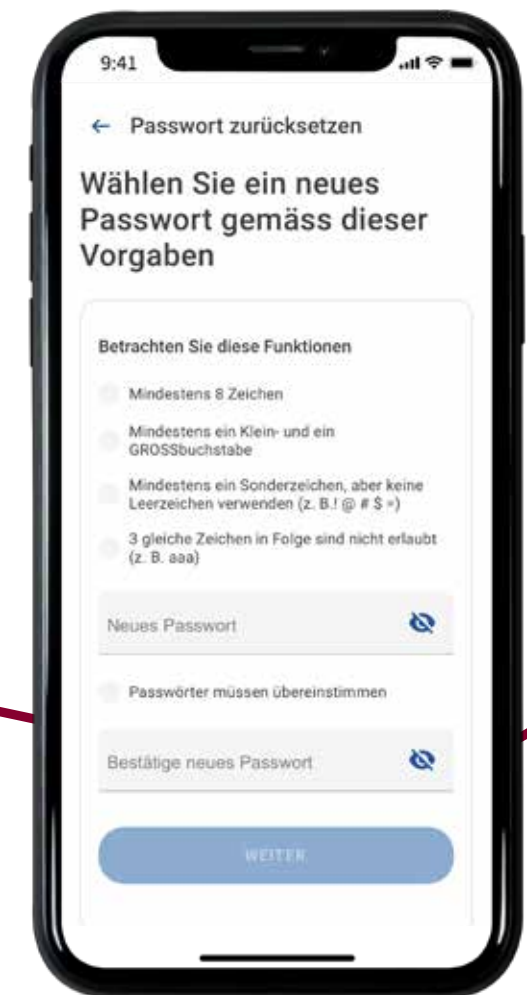 9:41
← Passwort zurücksetzen
Wählen Sie ein neues
Passwort gemäss dieser
Vorgaben
Betrachten Sie diese Funktionen
Mindestens 8 Zeichen
Mindestens ein Klein- und ein
GROSSbuchstabe
Mindestens ein Sonderzeichen, aber keine
Leerzeichen verwenden (z. B.! @ # $ =)
3 gleiche Zeichen in Folge sind nicht erlaubt
(z. B. aaa)
Neues Passwort
Passwörter müssen übereinstimmen
Bestätige neues Passwort
WEITER